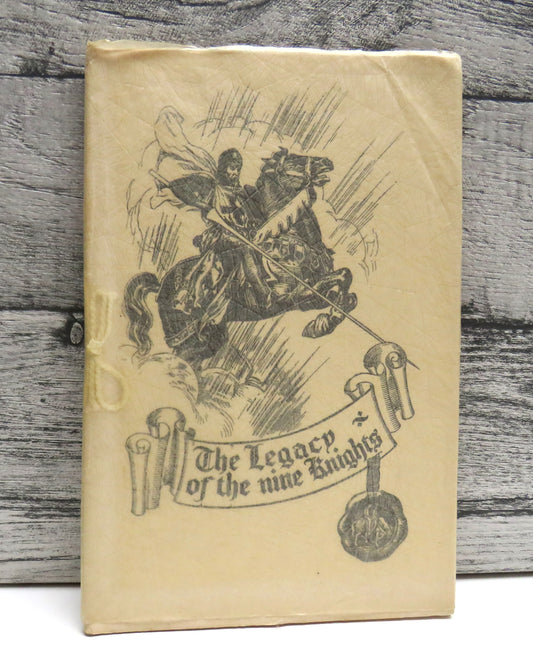 The Legacy
of the nine Knights